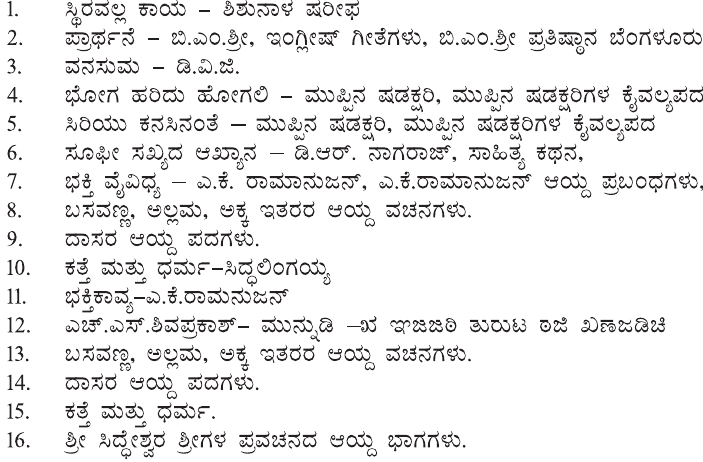 1. ಸ್ಥಿರವಲ್ಲ ಕಾಯ – ಶಿಶುನಾಳ ಷರೀಫ
2. ಪ್ರಾರ್ಥನೆ – ಬಿ.ಎಂ.ಶ್ರೀ, ಇಂಗ್ಲೀಷ್ ಗೀತೆಗಳು, ಬಿ.ಎಂ.ಶ್ರೀ ಪ್ರತಿಷ್ಠಾನ ಬೆಂಗಳೂರು
3. ವನಸುಮ – ಡಿ.ವಿ.ಜಿ.
4. ಭೋಗ ಹರಿದು ಹೋಗಲಿ – ಮುಪ್ಪಿನ ಷಡಕ್ಷರಿ, ಮುಪ್ಪಿನ ಷಡಕ್ಷರಿಗಳ ಕೈವಲ್ಯಪದ
5. ಸಿರಿಯು ಕನಸಿನಂತೆ – ಮುಪ್ಪಿನ ಷಡಕ್ಷರಿ, ಮುಪ್ಪಿನ ಷಡಕ್ಷರಿಗಳ ಕೈವಲ್ಯಪದ
6. ಸೂಫೀ ಸಖ್ಯದ ಆಖ್ಯಾನ – ಡಿ.ಆರ್. ನಾಗರಾಜ್, ಸಾಹಿತ್ಯ ಕಥನ,
7. ಭಕ್ತಿ ವೈವಿಧ್ಯ – ಎ.ಕೆ. ರಾಮಾನುಜನ್, ಎ.ಕೆ.ರಾಮಾನುಜನ್ ಆಯ್ದ ಪ್ರಬಂಧಗಳು,
8. ಬಸವಣ್ಣ, ಅಲ್ಲಮ, ಅಕ್ಕ ಇತರರ ಆಯ್ದ ವಚನಗಳು.
9. ದಾಸರ ಆಯ್ದ ಪದಗಳು.
10. ಕತ್ತೆ ಮತ್ತು ಧರ್ಮ–ಸಿದ್ಧಲಿಂಗಯ್ಯ
11. ಭಕ್ತಿಕಾವ್ಯ–ಎ.ಕೆ.ರಾಮನುಜನ್
12. ಎಚ್.ಎಸ್.ಶಿವಪ್ರಕಾಶ್– ಮುನ್ನುಡಿ –ಋ ಇಜಿಜಿಠಿ ತುರುಟ ಠಜಿ ಖಣಜಡಿಚಿ
13. ಬಸವಣ್ಣ, ಅಲ್ಲಮ, ಅಕ್ಕ ಇತರರ ಆಯ್ದ ವಚನಗಳು.
14. ದಾಸರ ಆಯ್ದ ಪದಗಳು.
15. ಕತ್ತೆ ಮತ್ತು ಧರ್ಮ.
16. ಶ್ರೀ ಸಿದ್ಧೇಶ್ವರ ಶ್ರೀಗಳ ಪ್ರವಚನದ ಆಯ್ದ ಭಾಗಗಳು.